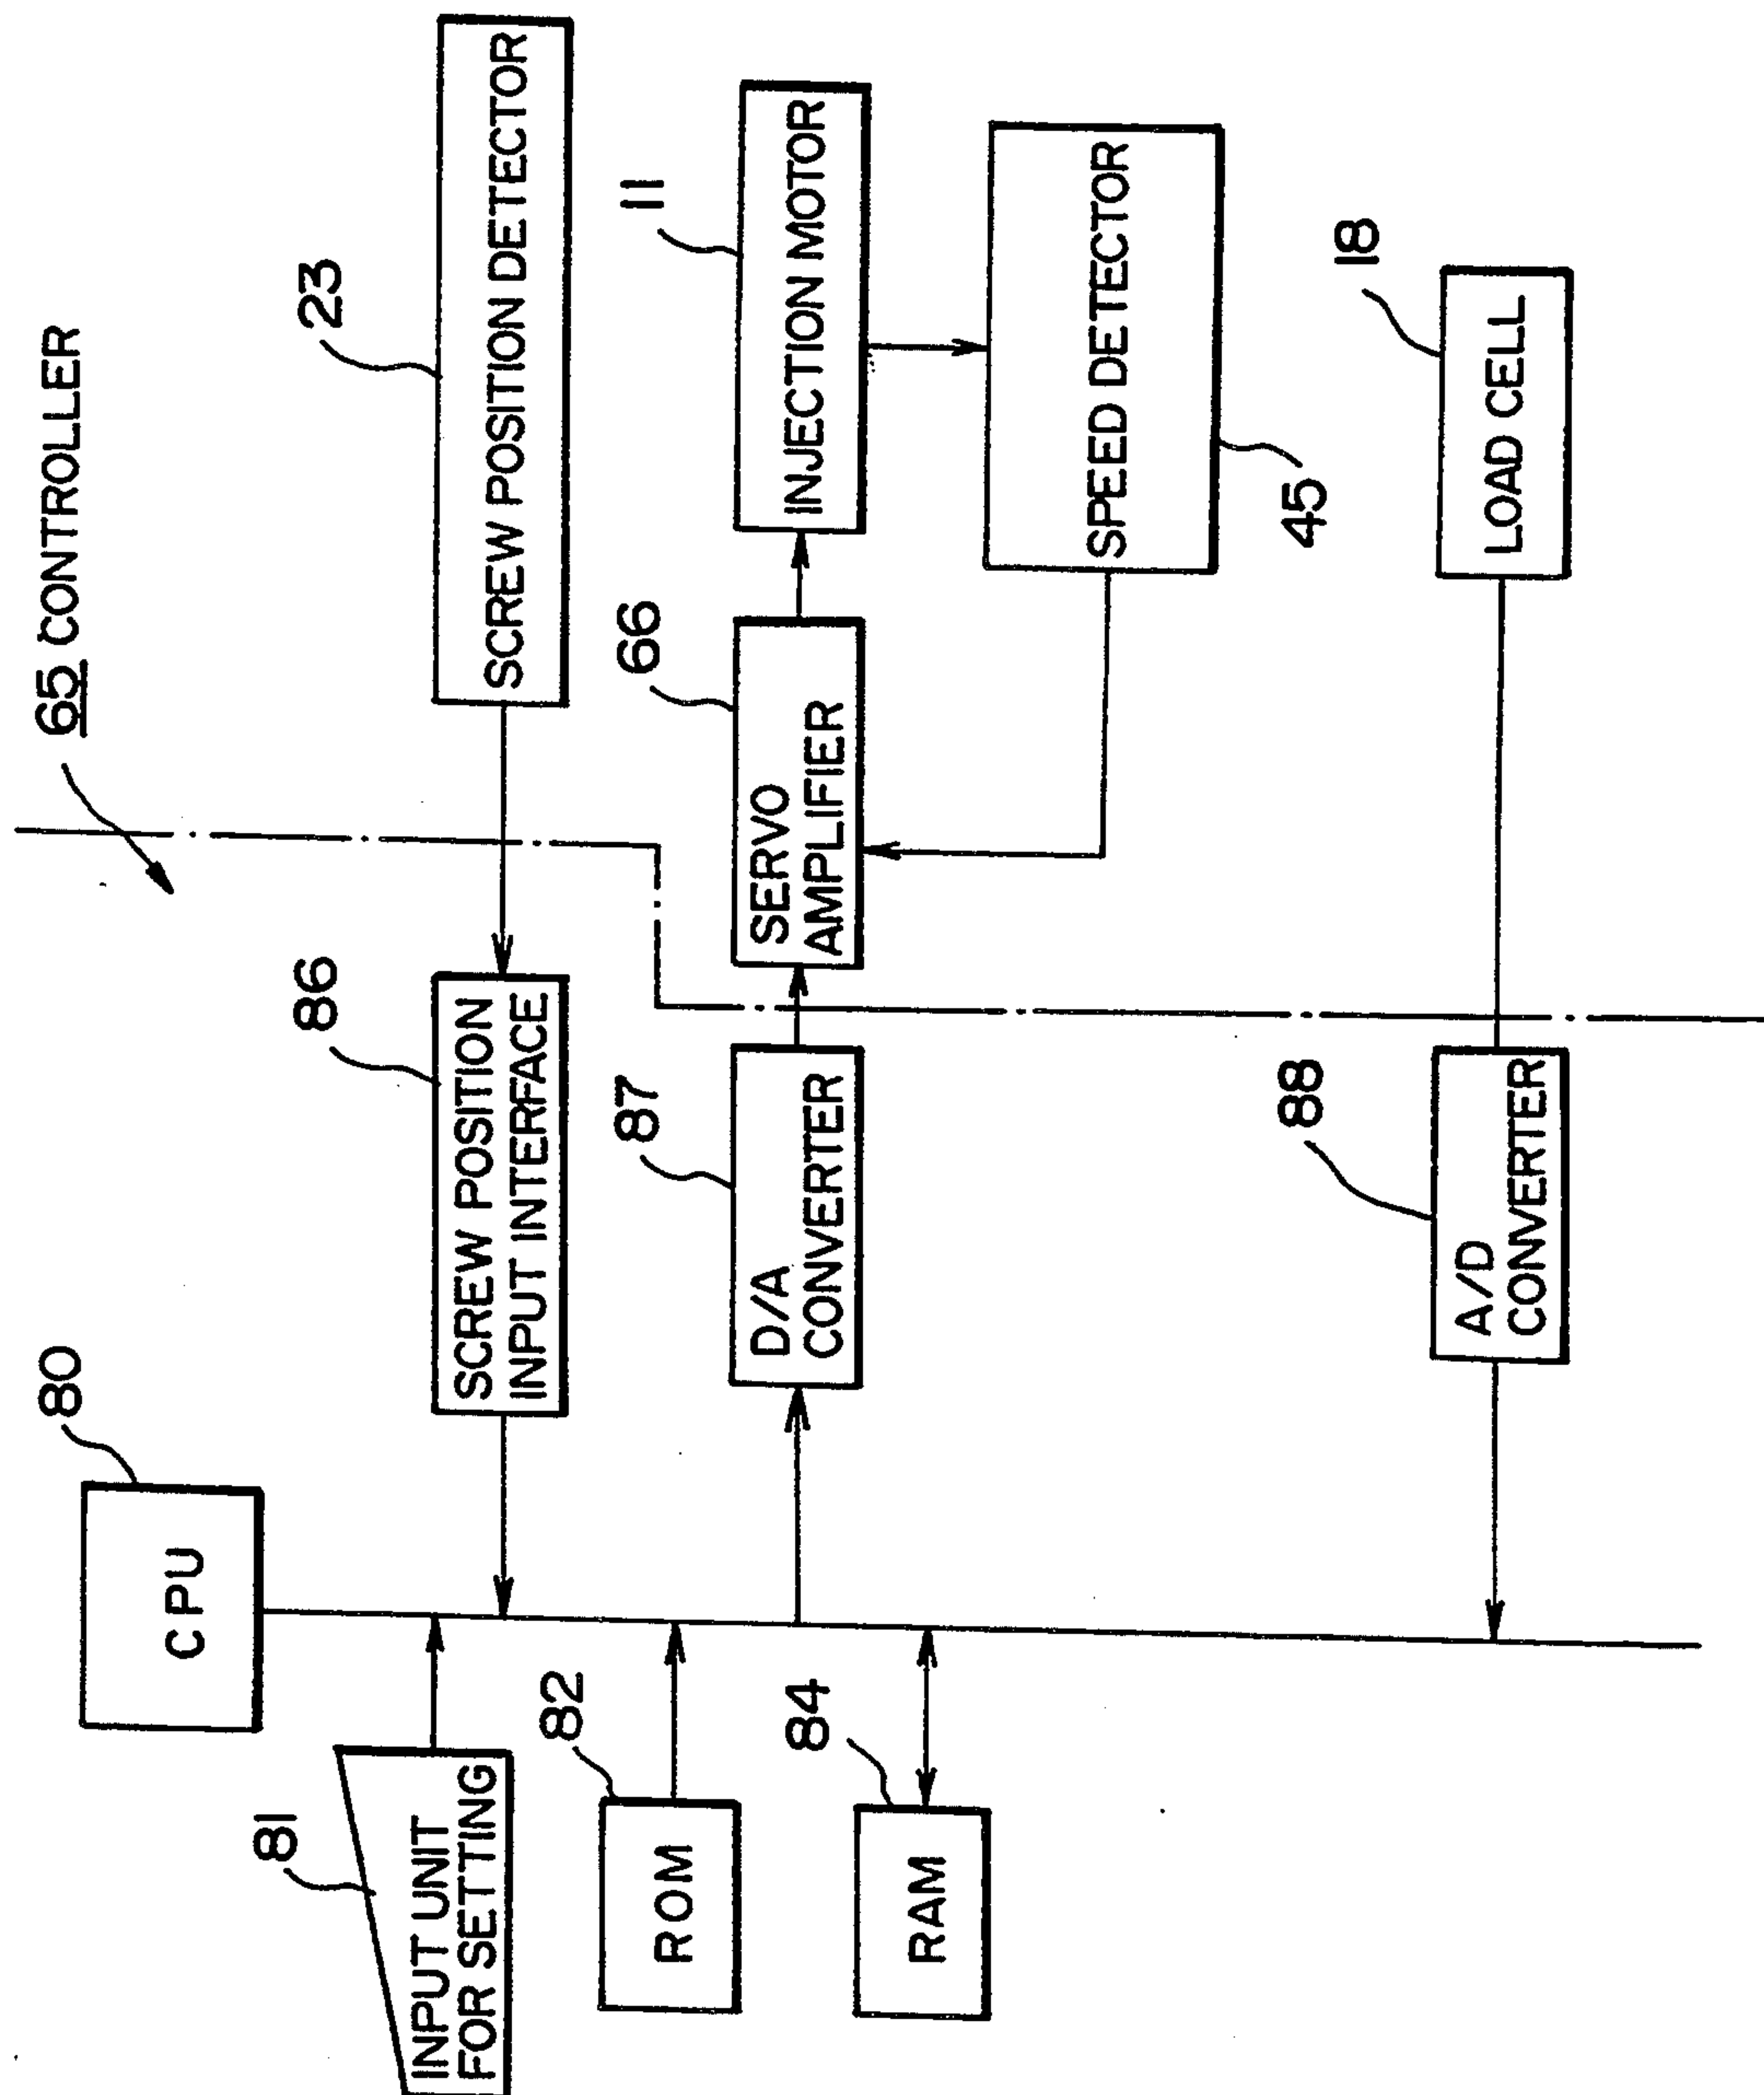 65 CONTROLLER
80
CPU
81
INPUT UNIT
FOR SETTING
86
SCREW POSITION
INPUT INTERFACE
23
SCREW POSITION DETECTOR
82
ROM
87
D/A
CONVERTER
66
SERVO
AMPLIFIER
11
INJECTION MOTOR
84
RAM
SPEED DETECTOR
45
88
A/D
CONVERTER
18
LOAD CELL